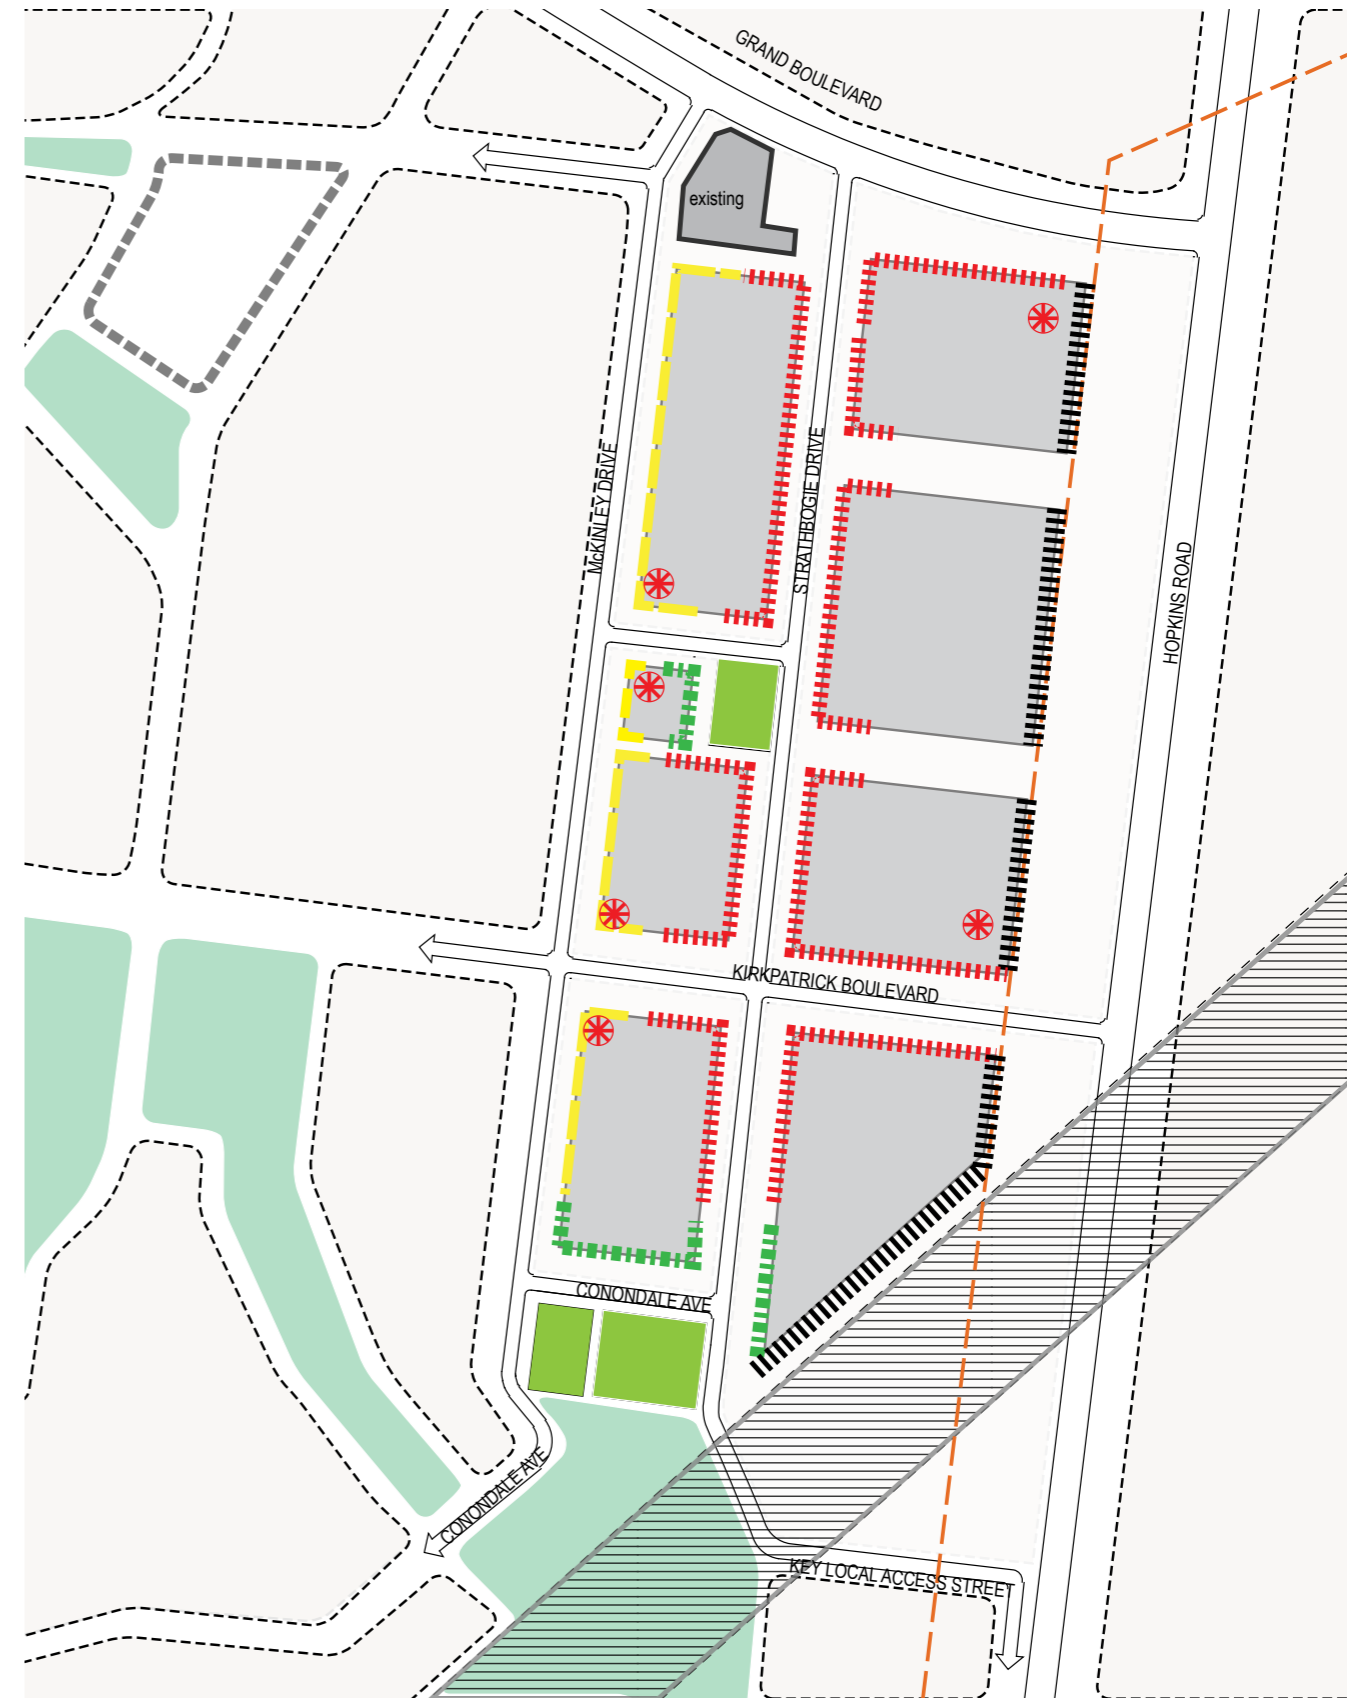 GRAND BOULEVARD
existing
McKINLEY DRIVE
STRATHBOGIE DRIVE
HOPKINS ROAD
KIRKPATRICK BOULEVARD
CONONDALE AVE
CONONDALE AVE
KEY LOCAL ACCESS STREET